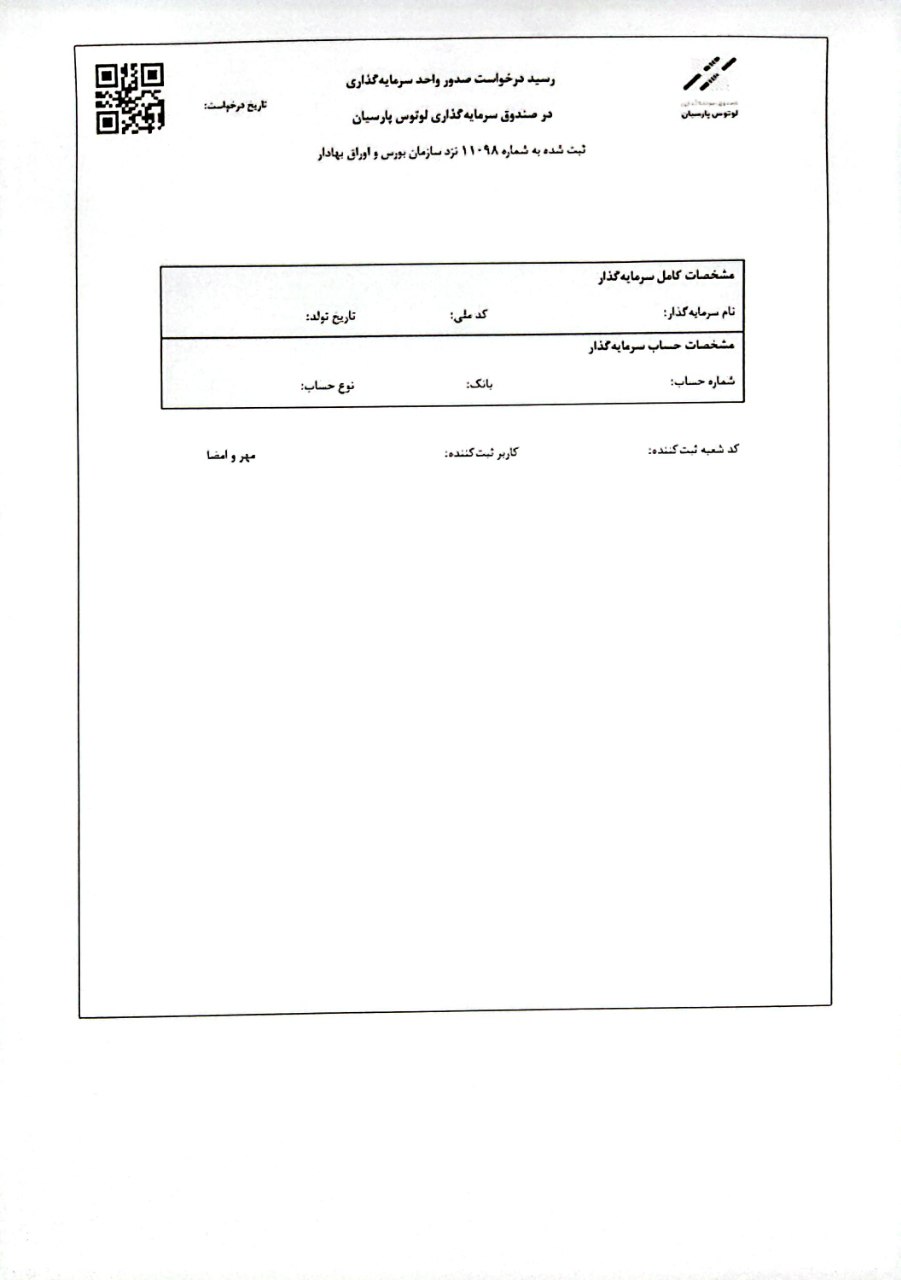 رسید درخواست صدور واحد سرمایه‌گذاری
در صندوق سرمایه‌گذاری لوتوس پارسیان
ثبت شده به شماره ۱۱۰۹۸ نزد سازمان بورس و اوراق بهادار
صندوق سرمایه‌گذاری
لوتوس پارسیان
تاریخ درخواست:
مشخصات کامل سرمایه‌گذار
نام سرمایه‌گذار: کد ملی: تاریخ تولد:
مشخصات حساب سرمایه‌گذار
شماره حساب: بانک: نوع حساب:
کد شعبه ثبت‌کننده: کاربر ثبت‌کننده: مهر و امضا